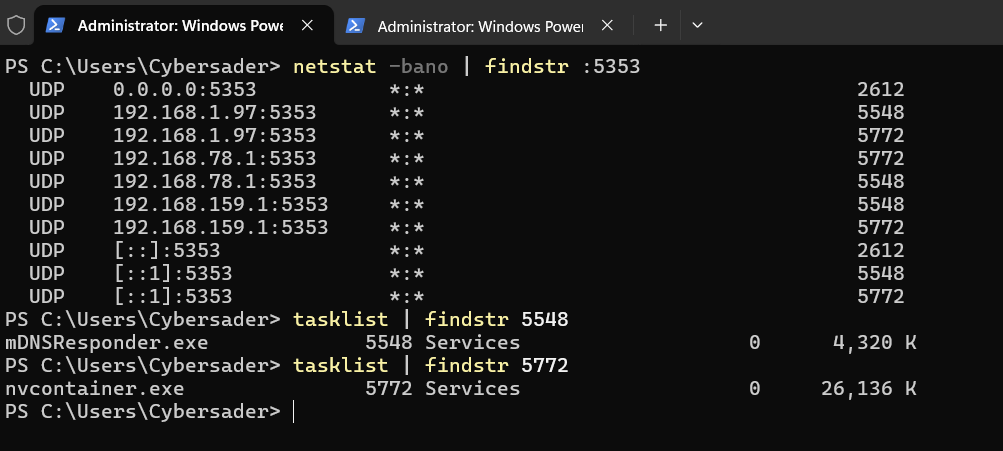 Administrator: Windows Powe
Administrator: Windows Power
PS C:\Users\Cybersader> netstat -bano | findstr :5353
UDP 0.0.0.0:5353 *:* 2612
UDP 192.168.1.97:5353 *:* 5548
UDP 192.168.1.97:5353 *:* 5772
UDP 192.168.78.1:5353 *:* 5772
UDP 192.168.78.1:5353 *:* 5548
UDP 192.168.159.1:5353 *:* 5548
UDP 192.168.159.1:5353 *:* 5772
UDP [::]:5353 *:* 2612
UDP [::1]:5353 *:* 5548
UDP [::1]:5353 *:* 5772
PS C:\Users\Cybersader> tasklist | findstr 5548
mDNSResponder.exe 5548 Services 0 4,320 K
PS C:\Users\Cybersader> tasklist | findstr 5772
nvcontainer.exe 5772 Services 0 26,136 K
PS C:\Users\Cybersader>